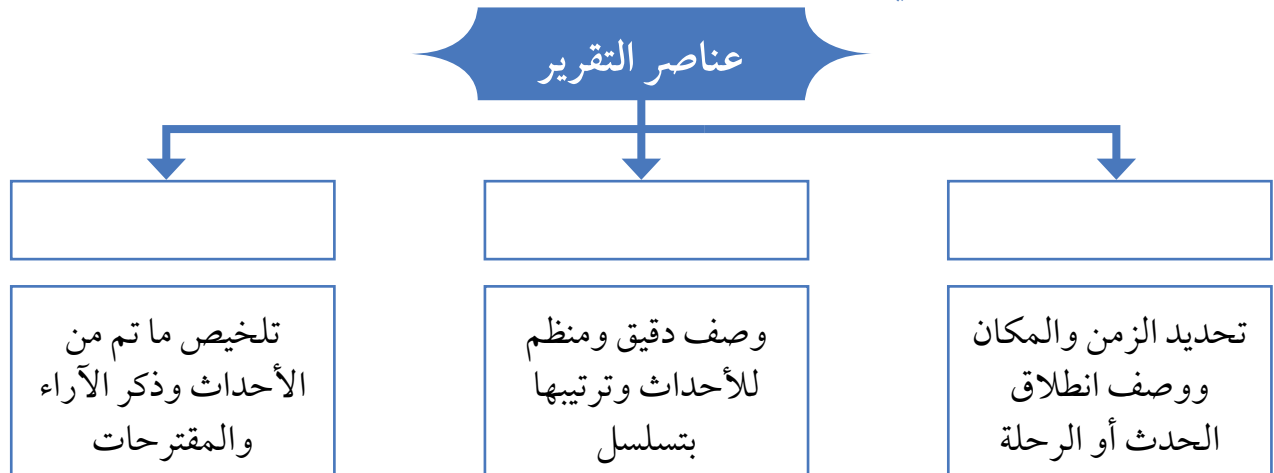 عناصر التقرير
تحديد الزمن والمكان
ووصف انطلاق
الحدث أو الرحلة
وصف دقيق ومنظم
للأحداث وترتيبها
بتسلسل
تلخيص ما تم من
الأحداث وذكر الآراء
والمقترحات